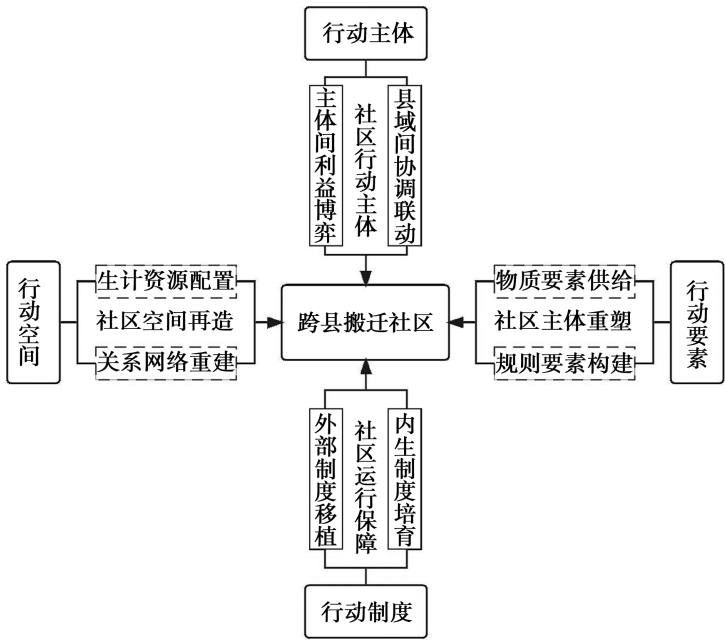 行动主体
主体间利益博弈
社区行动主体
县域间协调联动
行动空间
生计资源配置
社区空间再造
关系网络重建
跨县搬迁社区
物质要素供给
社区主体重塑
规则要素构建
行动要素
外部制度移植
社区运行保障
内生制度培育
行动制度